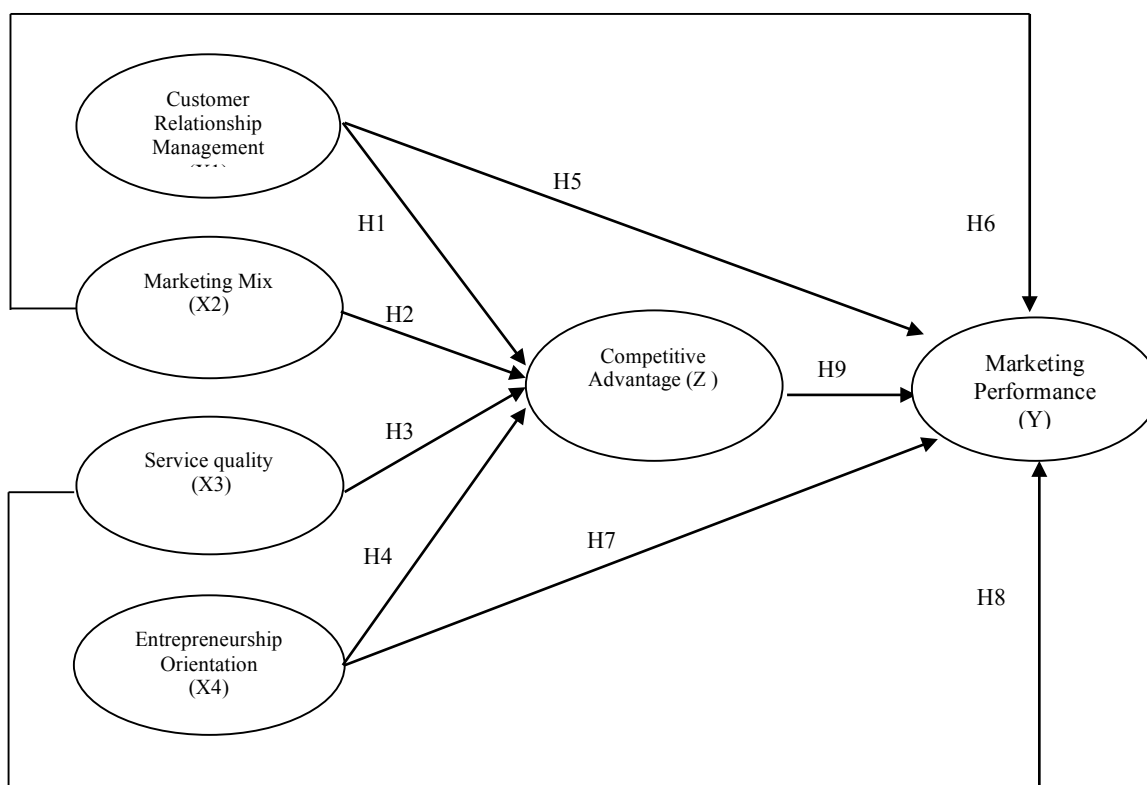 Customer
Relationship
Management
H5
H1
H6
Marketing Mix
(X2)
H2
Competitive
Advantage (Z )
H9
Marketing
Performance
(Y)
Service quality
(X3)
H3
H4
H7
H8
Entrepreneurship
Orientation
(X4)